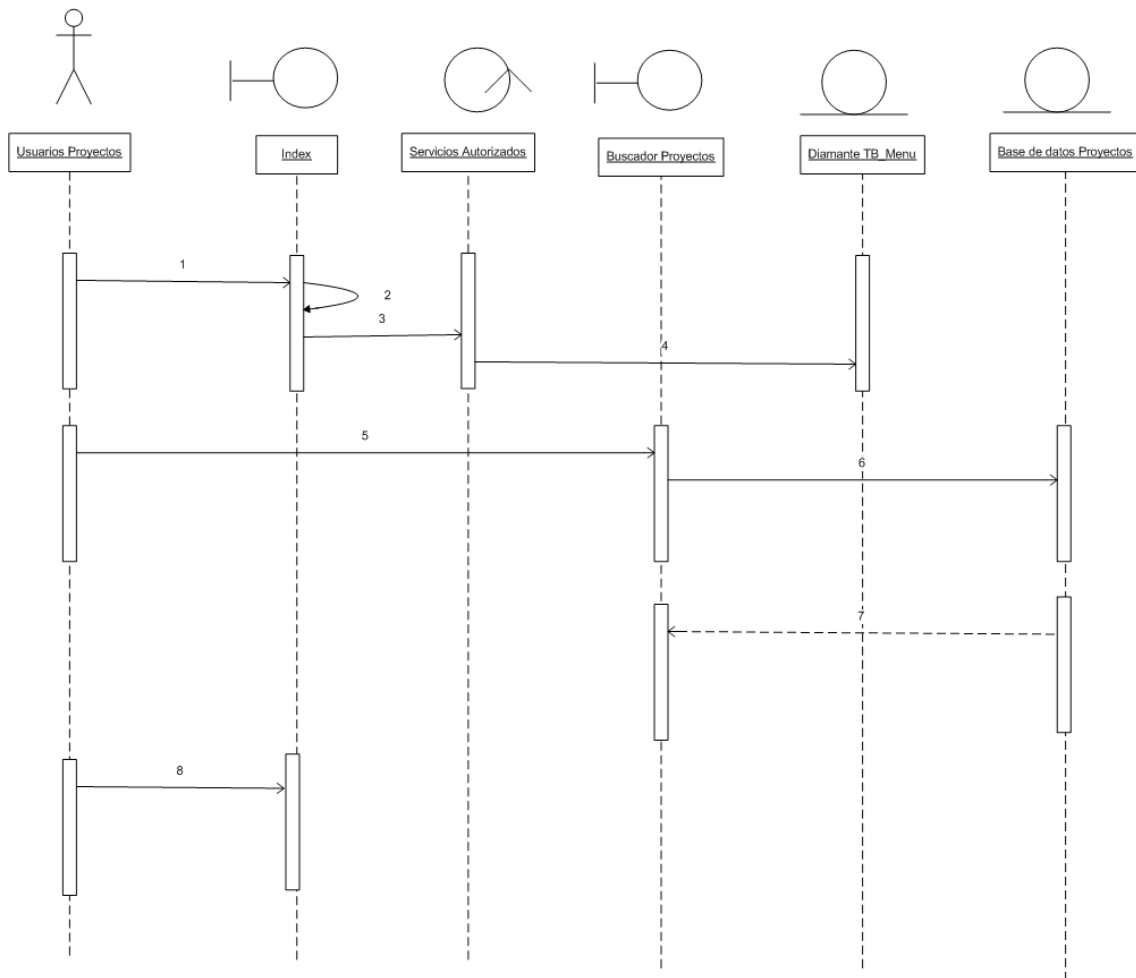 Usuarios Proyectos
Index
Servicios Autorizados
Buscador Proyectos
Diamante TB_Menu
Base de datos Proyectos
1
2
3
4
5
6
7
8